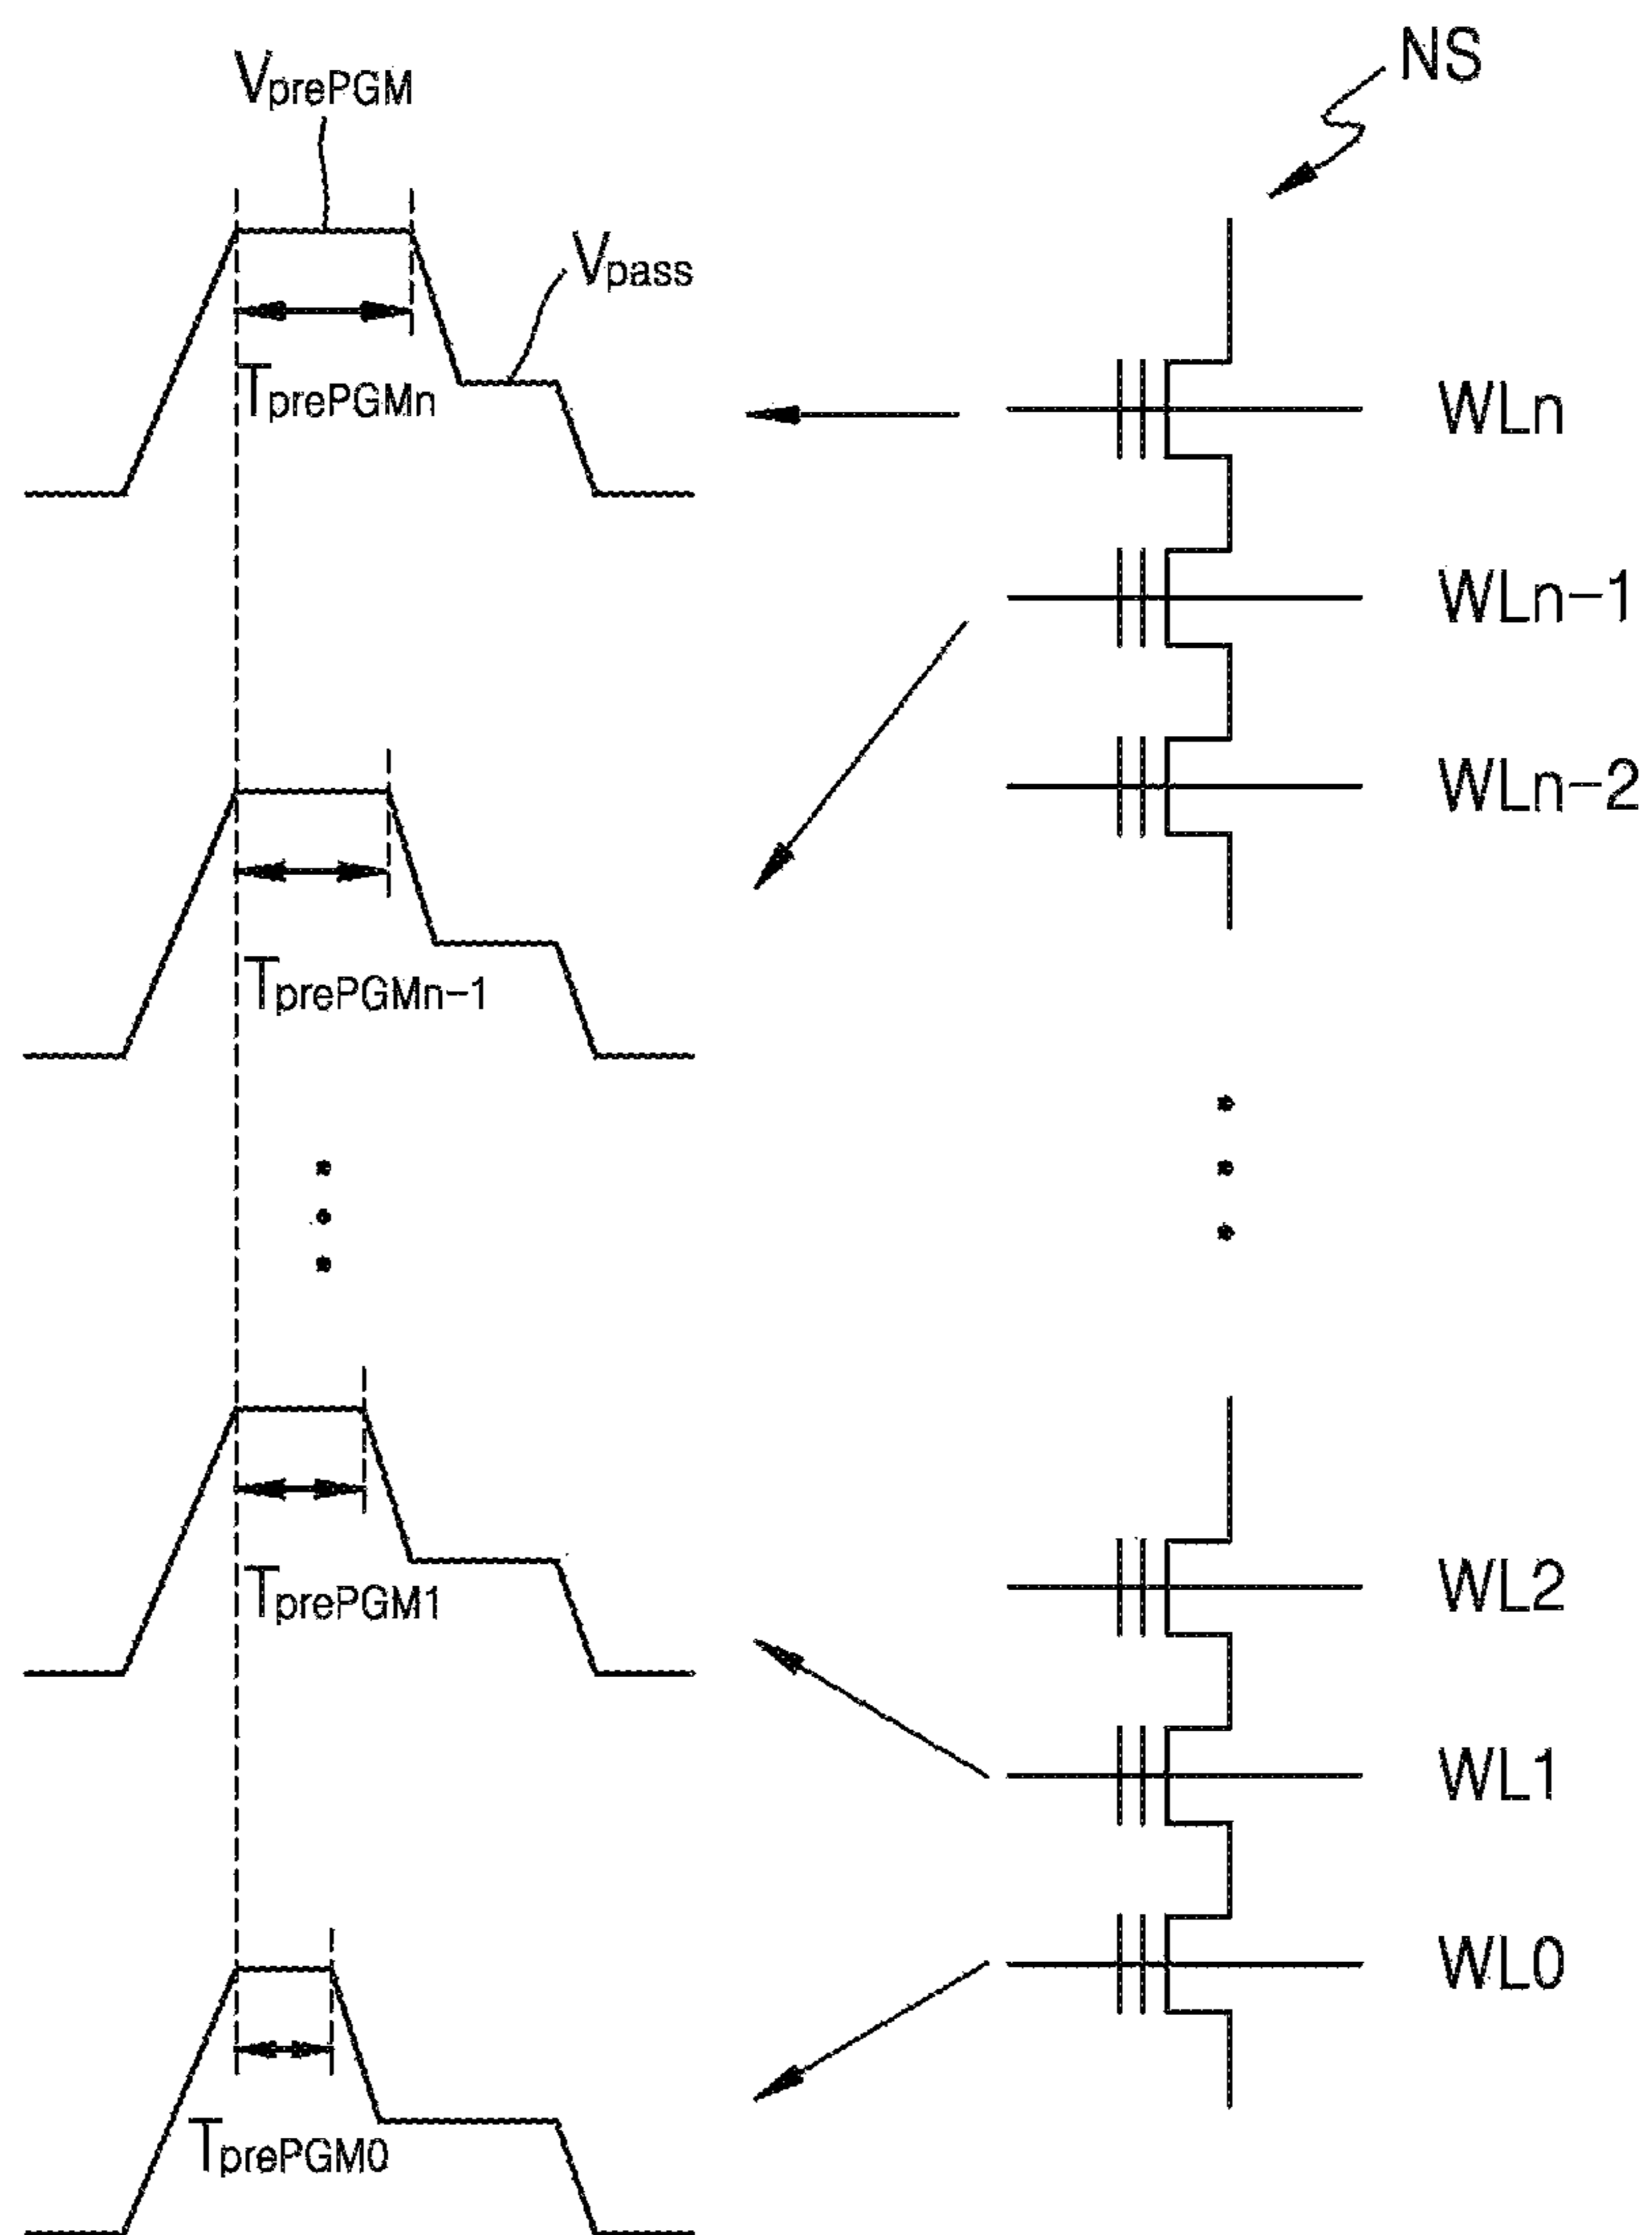 VprePGM
NS
Vpass
TprePGMn
WLn
WLn-1
WLn-2
TprePGMn-1
TprePGM1
WL2
WL1
WL0
TprePGM0